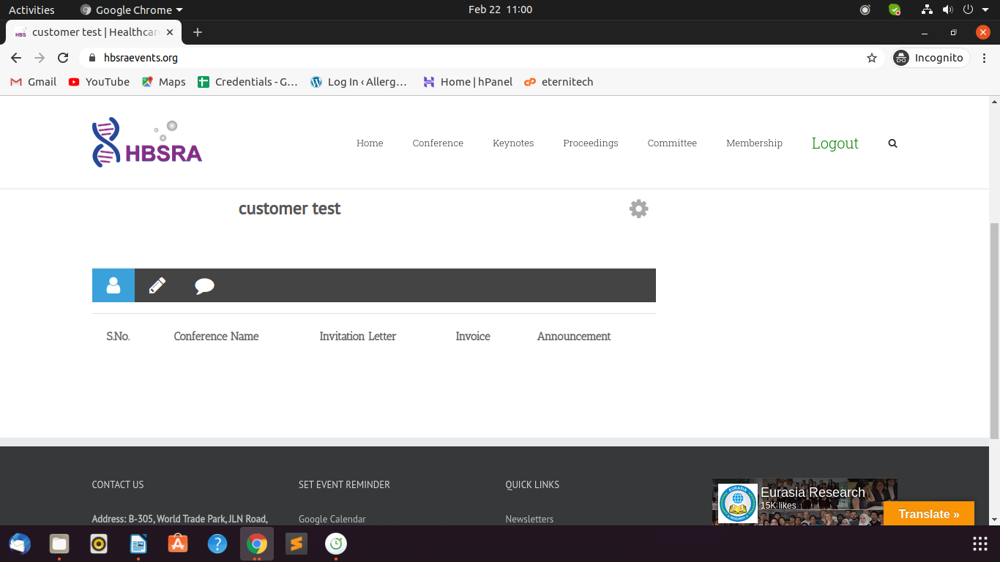 Activities
Google Chrome
Feb 22 11:00
customer test | Healthcar
hbsraevents.org
Incognito
Gmail
YouTube
Maps
Credentials - G…
Log In ‹ Allerg…
Home | hPanel
eternitech
HBSRA
Home
Conference
Keynotes
Proceedings
Committee
Membership
Logout
customer test
S.No.
Conference Name
Invitation Letter
Invoice
Announcement
CONTACT US
SET EVENT REMINDER
QUICK LINKS
Eurasia Research
15K likes
Address: B-305, World Trade Park, JLN Road,
Google Calendar
Newsletters
Translate »